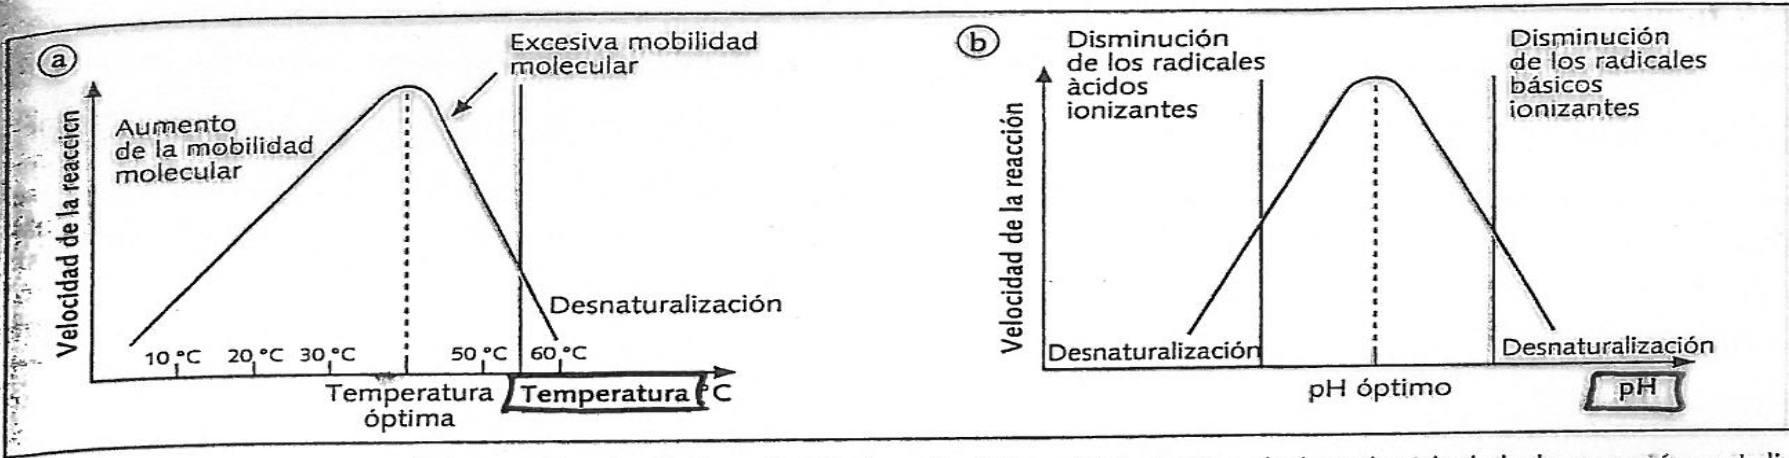 a
Excesiva mobilidad
molecular
Aumento
de la mobilidad
molecular
Velocidad de la reacción
Desnaturalización
10 °C 20 °C 30 °C 50 °C 60 °C
Temperatura
óptima
Temperatura °C
b
Disminución
de los radicales
àcidos
ionizantes
Disminución
de los radicales
básicos
ionizantes
Velocidad de la reacción
Desnaturalización
Desnaturalización
pH óptimo
pH